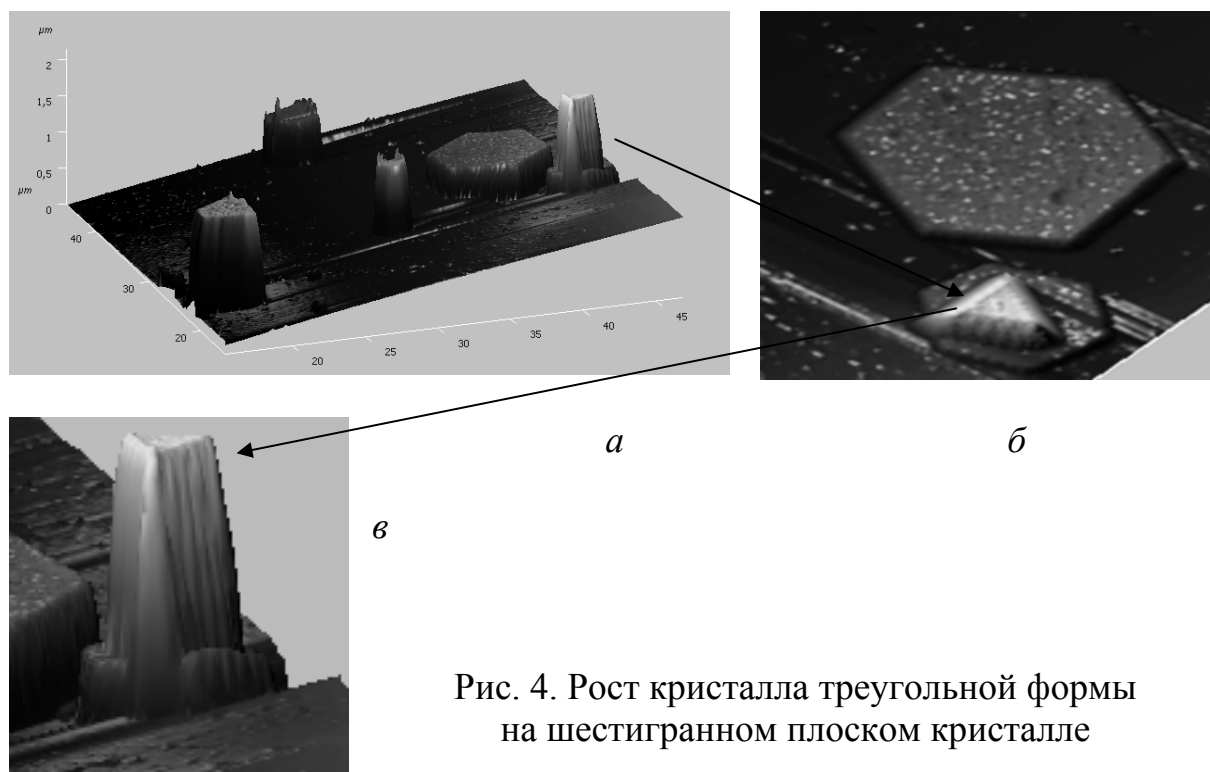 µm
2
1,5
1
0,5
µm
0
40
30
20
20
25
30
35
40
45
а
б
в
Рис. 4. Рост кристалла треугольной формы
на шестигранном плоском кристалле